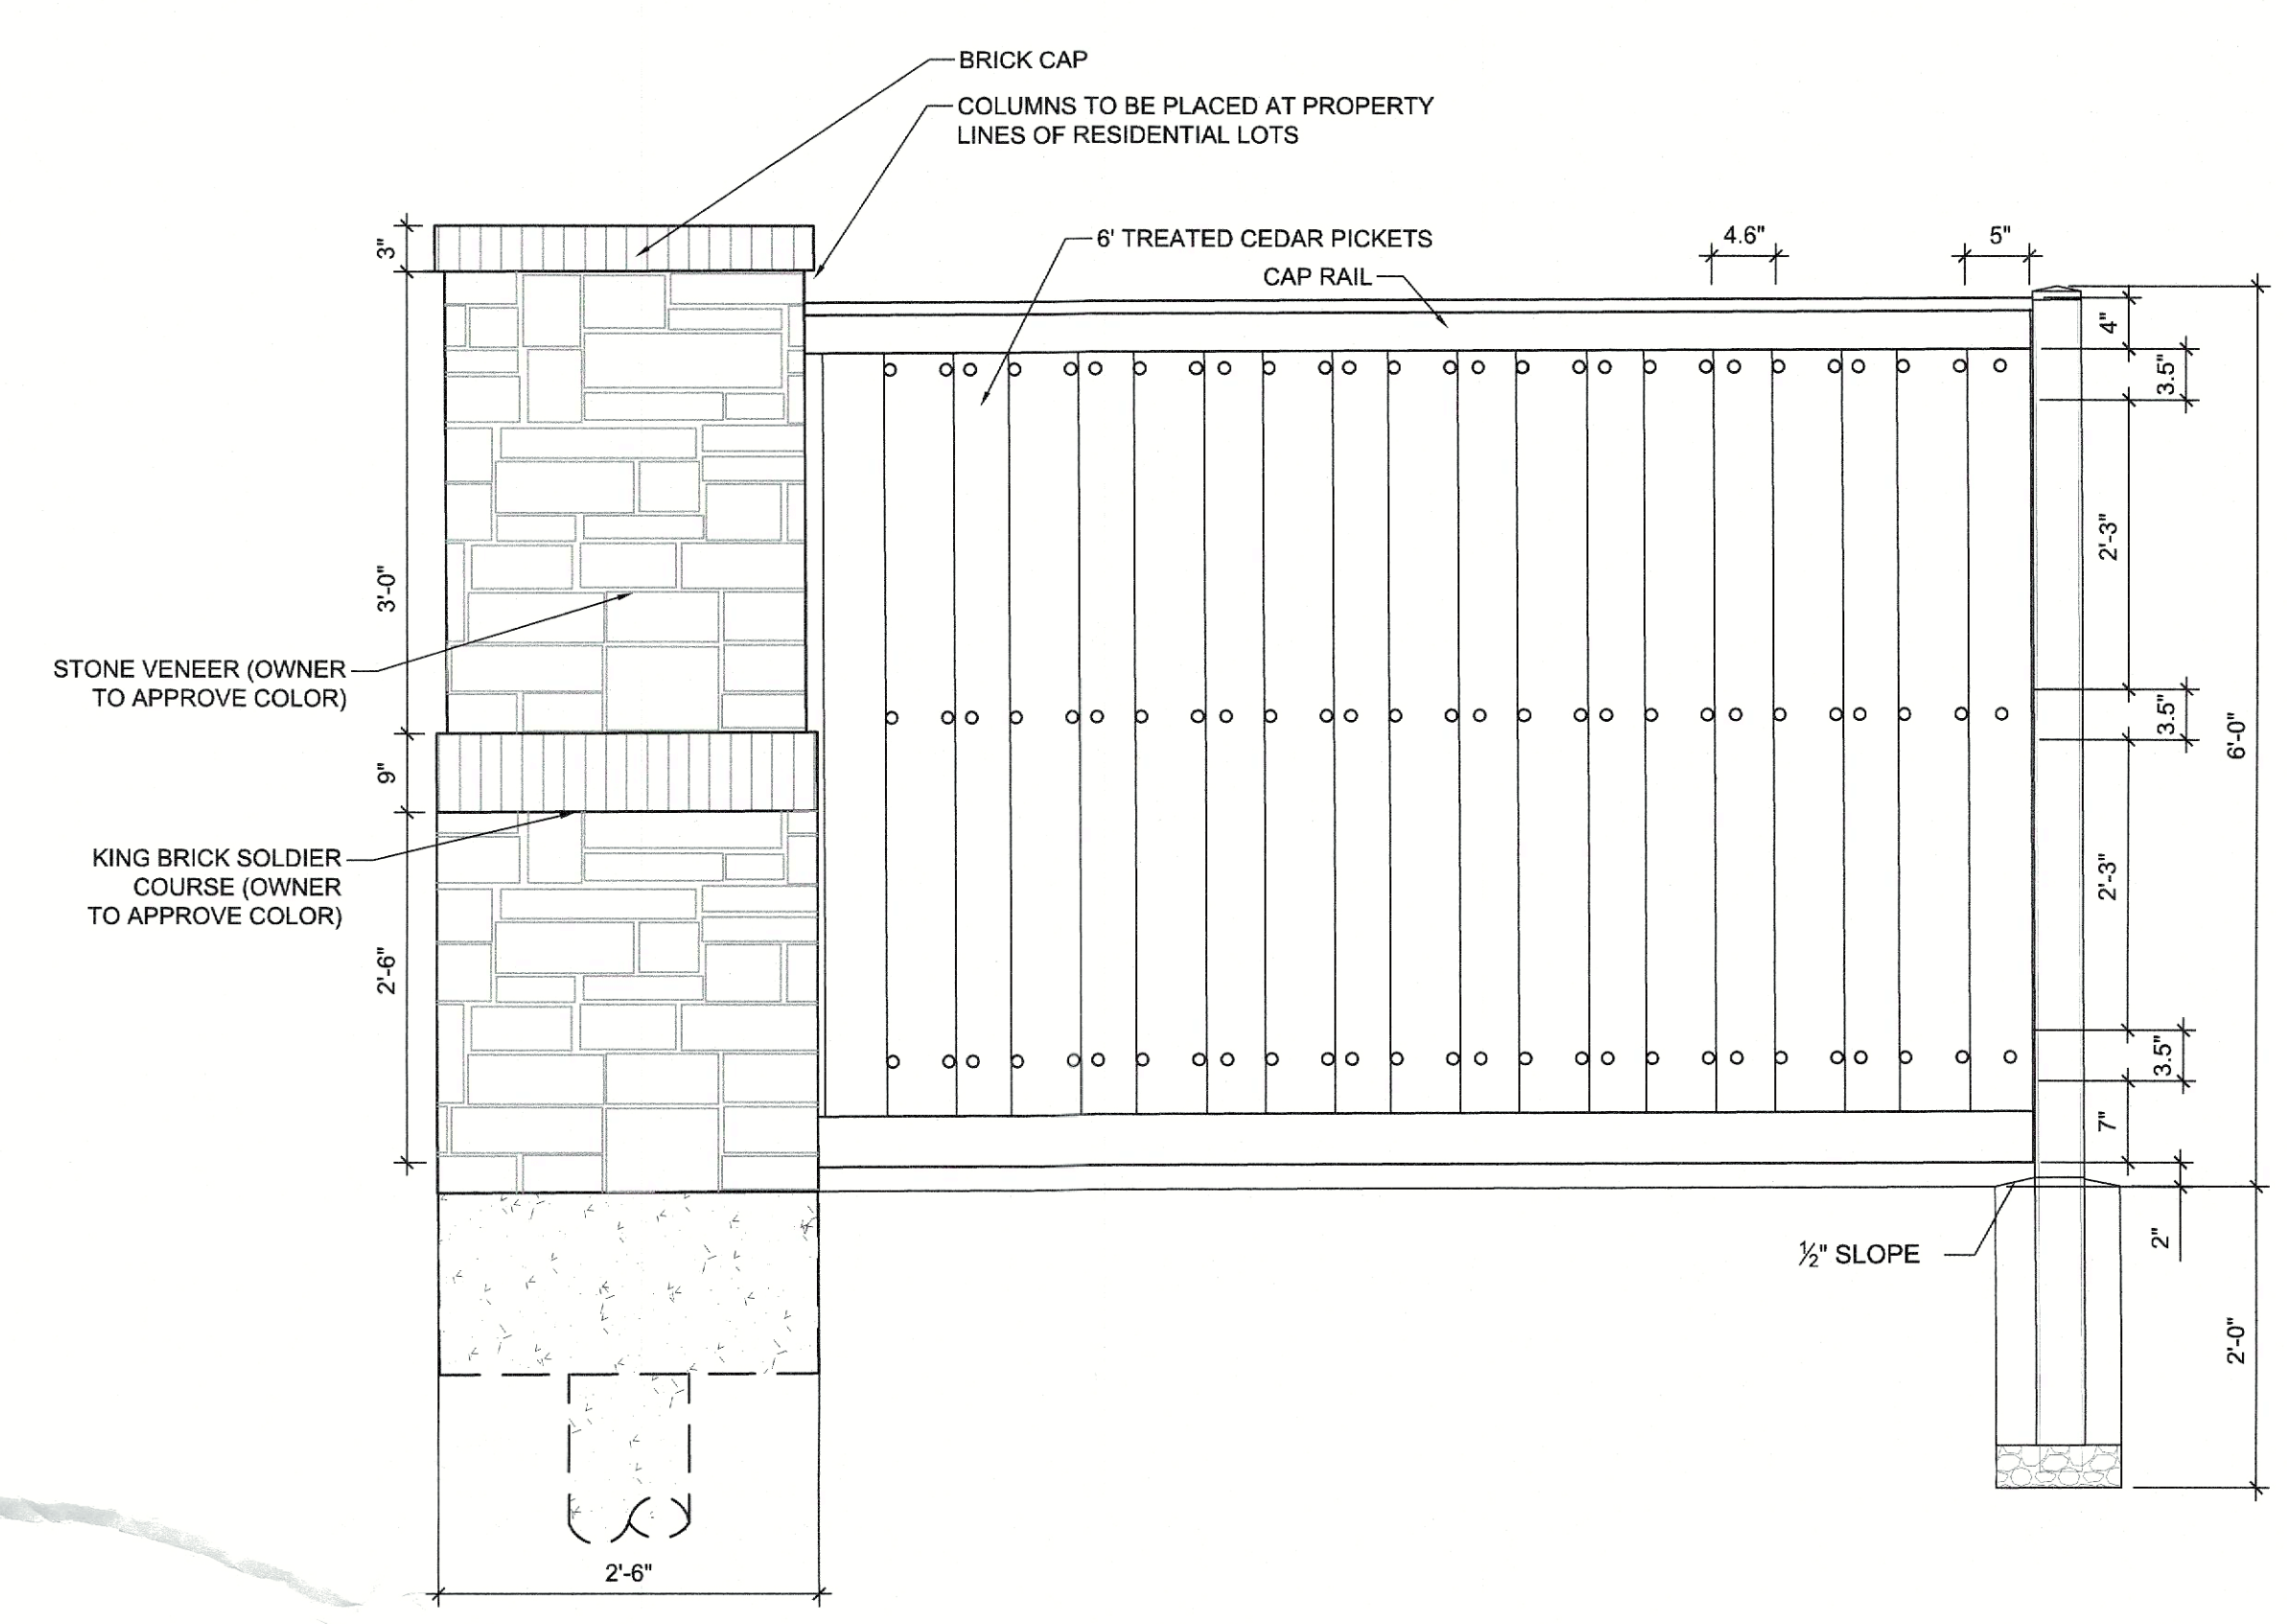 BRICK CAP
COLUMNS TO BE PLACED AT PROPERTY
LINES OF RESIDENTIAL LOTS
6' TREATED CEDAR PICKETS
CAP RAIL
4.6"
5"
3"
4"
3.5"
2'-3"
3'-0"
STONE VENEER (OWNER
TO APPROVE COLOR)
3.5"
6'-0"
9"
KING BRICK SOLDIER
COURSE (OWNER
TO APPROVE COLOR)
2'-3"
2'-6"
3.5"
7"
½" SLOPE
2"
2'-0"
2'-6"